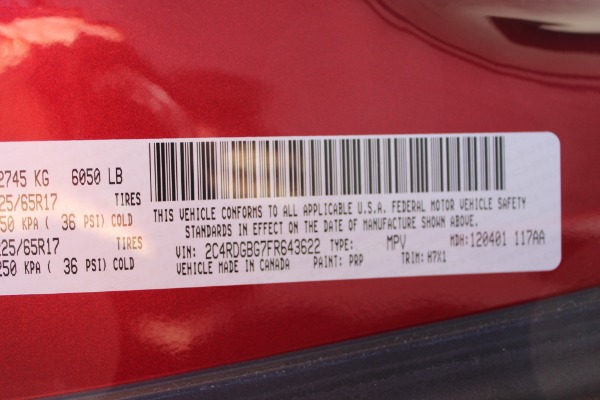 2745 KG 6050 LB
25/65R17 TIRES
50 KPA ( 36 PSI) COLD
25/65R17 TIRES
250 KPA ( 36 PSI) COLD
THIS VEHICLE CONFORMS TO ALL APPLICABLE U.S.A. FEDERAL MOTOR VEHICLE SAFETY
STANDARDS IN EFFECT ON THE DATE OF MANUFACTURE SHOWN ABOVE.
VIN: 2C4RDGBG7FR643622 TYPE: MPV MDH: 120401 117AA
VEHICLE MADE IN CANADA PAINT: PRP TRIM: H7X1